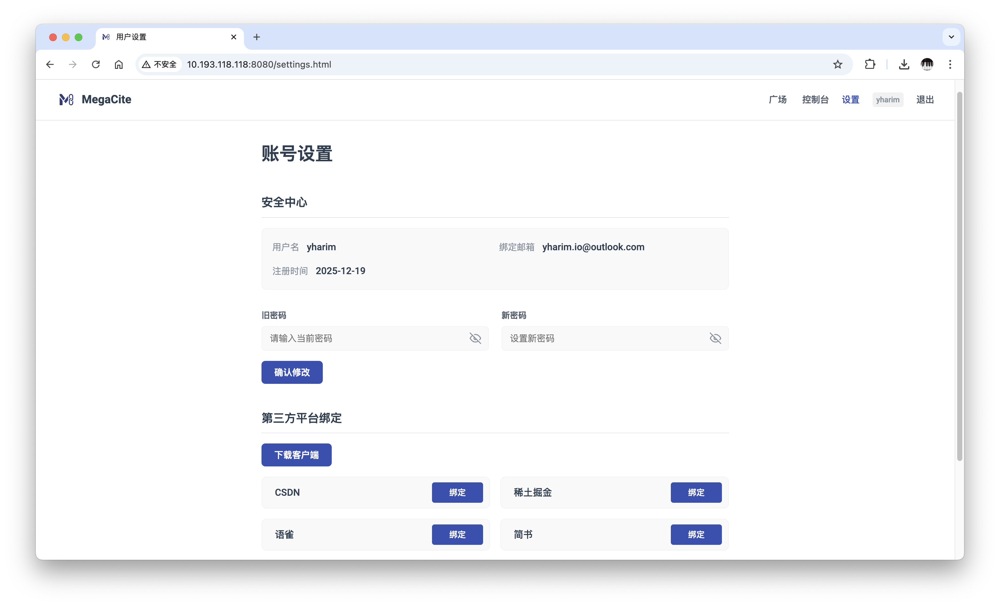 用户设置
不安全 10.193.118.118:8080/settings.html
MegaCite 广场 控制台 设置 yharim 退出
账号设置
安全中心
用户名 yharim 绑定邮箱 yharim.io@outlook.com
注册时间 2025-12-19
旧密码 新密码
请输入当前密码 设置新密码
确认修改
第三方平台绑定
下载客户端
CSDN 绑定 稀土掘金 绑定
语雀 绑定 简书 绑定